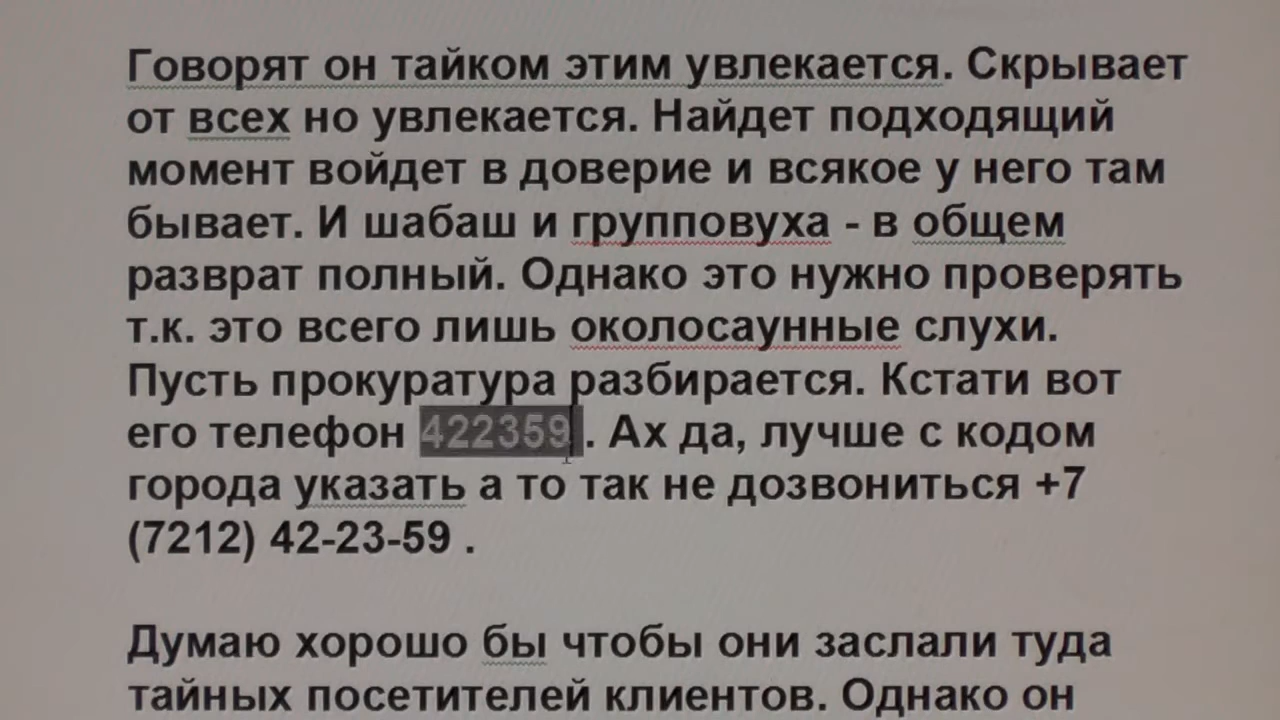 Говорят он тайком этим увлекается. Скрывает
от всех но увлекается. Найдет подходящий
момент войдет в доверие и всякое у него там
бывает. И шабаш и групповуха - в общем
разврат полный. Однако это нужно проверять
т.к. это всего лишь околосаунные слухи.
Пусть прокуратура разбирается. Кстати вот
его телефон 422359 . Ах да, лучше с кодом
города указать а то так не дозвониться +7
(7212) 42-23-59 .
Думаю хорошо бы чтобы они заслали туда
тайных посетителей клиентов. Однако он